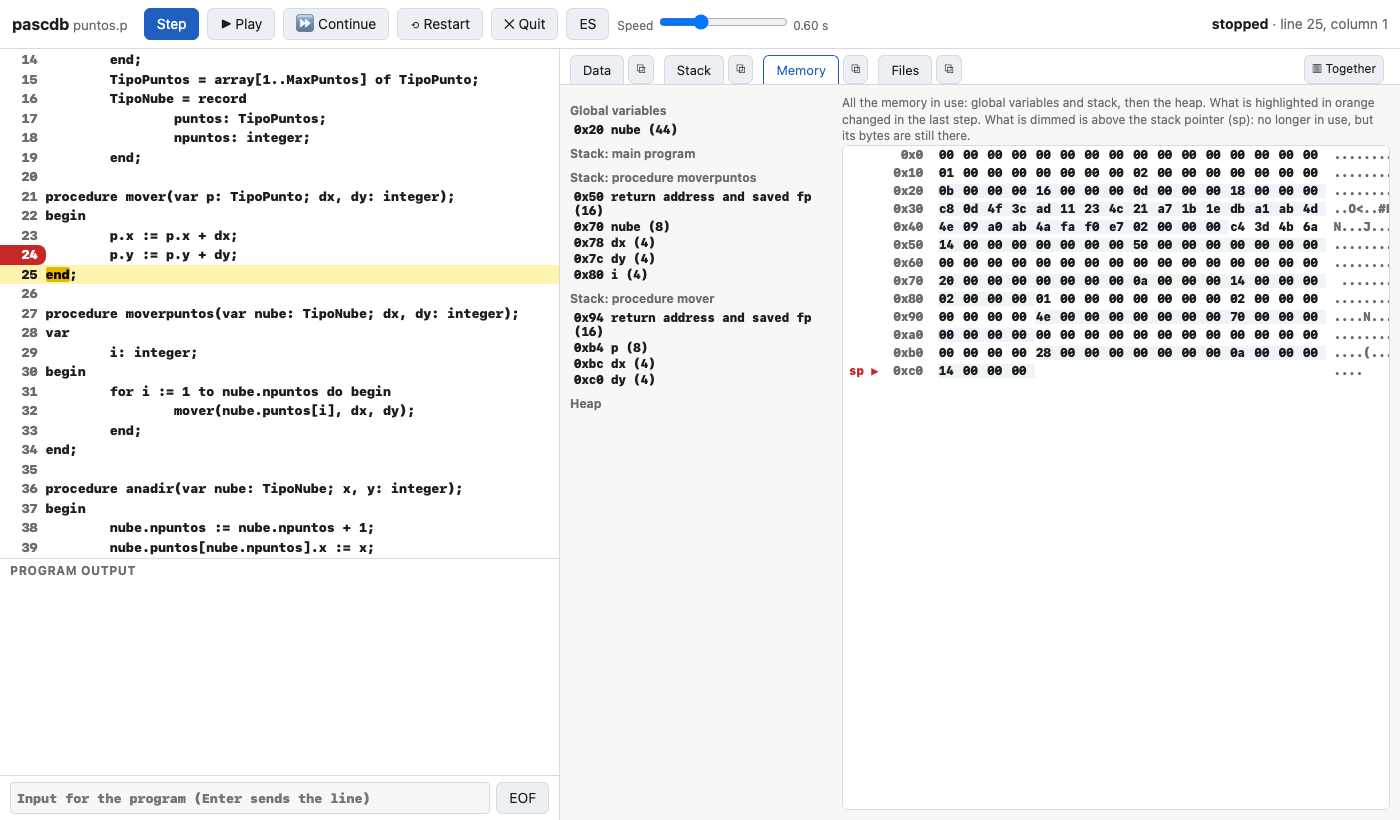 pascdb puntos.p Step ▶ Play ⏩ Continue ⟲ Restart ✕ Quit ES Speed 0.60 s stopped · line 25, column 1
14 end;
15 TipoPuntos = array[1..MaxPuntos] of TipoPunto;
16 TipoNube = record
17 puntos: TipoPuntos;
18 npuntos: integer;
19 end;
20
21 procedure mover(var p: TipoPunto; dx, dy: integer);
22 begin
23 p.x := p.x + dx;
24 p.y := p.y + dy;
25 end;
26
27 procedure moverpuntos(var nube: TipoNube; dx, dy: integer);
28 var
29 i: integer;
30 begin
31 for i := 1 to nube.npuntos do begin
32 mover(nube.puntos[i], dx, dy);
33 end;
34 end;
35
36 procedure anadir(var nube: TipoNube; x, y: integer);
37 begin
38 nube.npuntos := nube.npuntos + 1;
39 nube.puntos[nube.npuntos].x := x;
PROGRAM OUTPUT
Input for the program (Enter sends the line) EOF
Data Stack Memory Files Together
Global variables
0x20 nube (44)
Stack: main program
Stack: procedure moverpuntos
0x50 return address and saved fp
(16)
0x70 nube (8)
0x78 dx (4)
0x7c dy (4)
0x80 i (4)
Stack: procedure mover
0x94 return address and saved fp
(16)
0xb4 p (8)
0xbc dx (4)
0xc0 dy (4)
Heap
All the memory in use: global variables and stack, then the heap. What is highlighted in orange
changed in the last step. What is dimmed is above the stack pointer (sp): no longer in use, but
its bytes are still there.
0x0 00 00 00 00 00 00 00 00 00 00 00 00 00 00 00 00 ........
0x10 01 00 00 00 00 00 00 00 02 00 00 00 00 00 00 00 ........
0x20 0b 00 00 00 16 00 00 00 0d 00 00 00 18 00 00 00 ........
0x30 c8 0d 4f 3c ad 11 23 4c 21 a7 1b 1e db a1 ab 4d ..O<..#
0x40 4e 09 a0 ab 4a fa f0 e7 02 00 00 00 c4 3d 4b 6a N...J...
0x50 14 00 00 00 00 00 00 00 50 00 00 00 00 00 00 00 ........
0x60 00 00 00 00 00 00 00 00 00 00 00 00 00 00 00 00 ........
0x70 20 00 00 00 00 00 00 00 0a 00 00 00 14 00 00 00 .......
0x80 02 00 00 00 01 00 00 00 00 00 00 00 02 00 00 00 ........
0x90 00 00 00 00 4e 00 00 00 00 00 00 00 70 00 00 00 ....N...
0xa0 00 00 00 00 00 00 00 00 00 00 00 00 00 00 00 00 ........
0xb0 00 00 00 00 28 00 00 00 00 00 00 00 0a 00 00 00 ....(...
sp ▶ 0xc0 14 00 00 00 ....